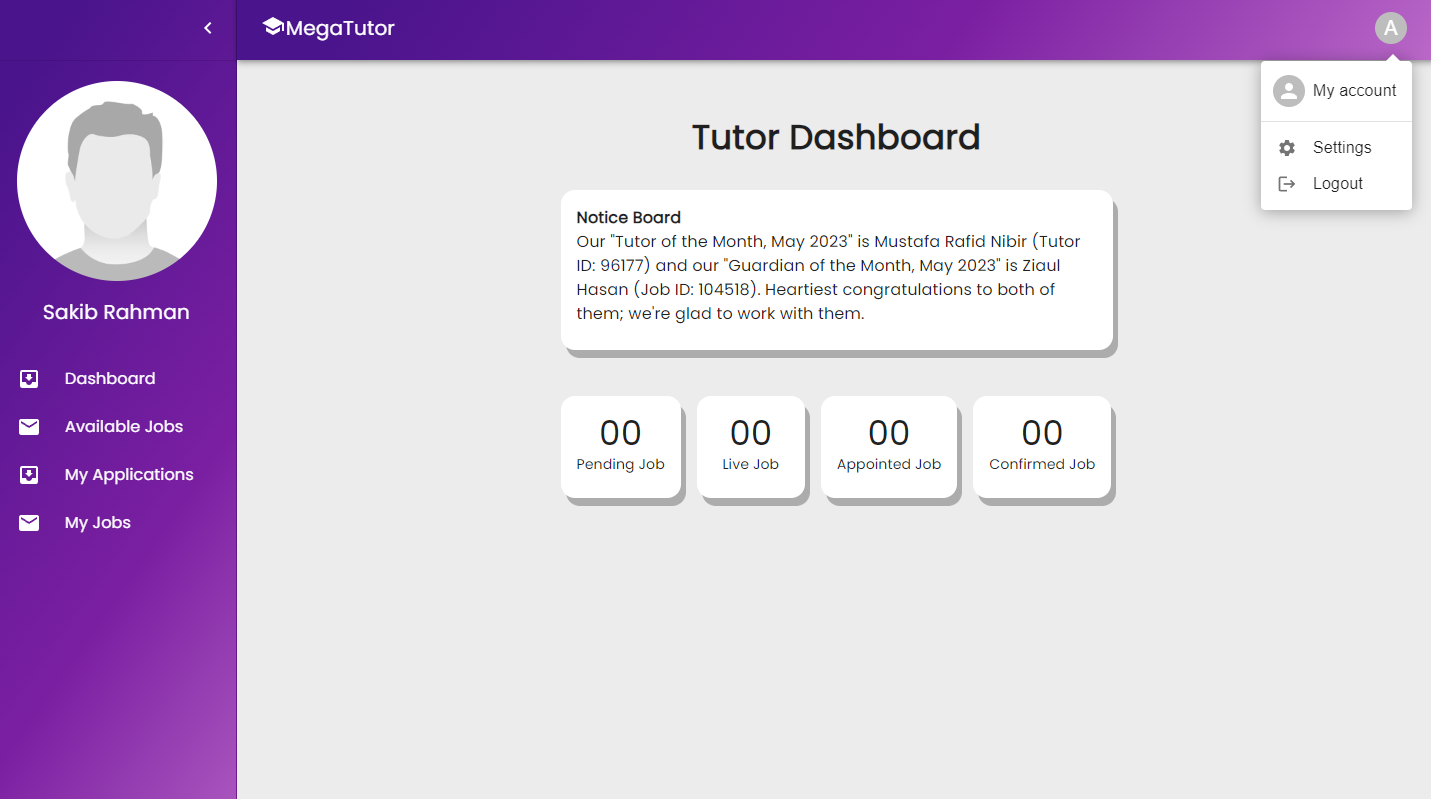 MegaTutor
A
My account
Settings
Logout
Sakib Rahman
Dashboard
Available Jobs
My Applications
My Jobs
Tutor Dashboard
Notice Board
Our "Tutor of the Month, May 2023" is Mustafa Rafid Nibir (Tutor
ID: 96177) and our "Guardian of the Month, May 2023" is Ziaul
Hasan (Job ID: 104518). Heartiest congratulations to both of
them; we're glad to work with them.
00
Pending Job
00
Live Job
00
Appointed Job
00
Confirmed Job